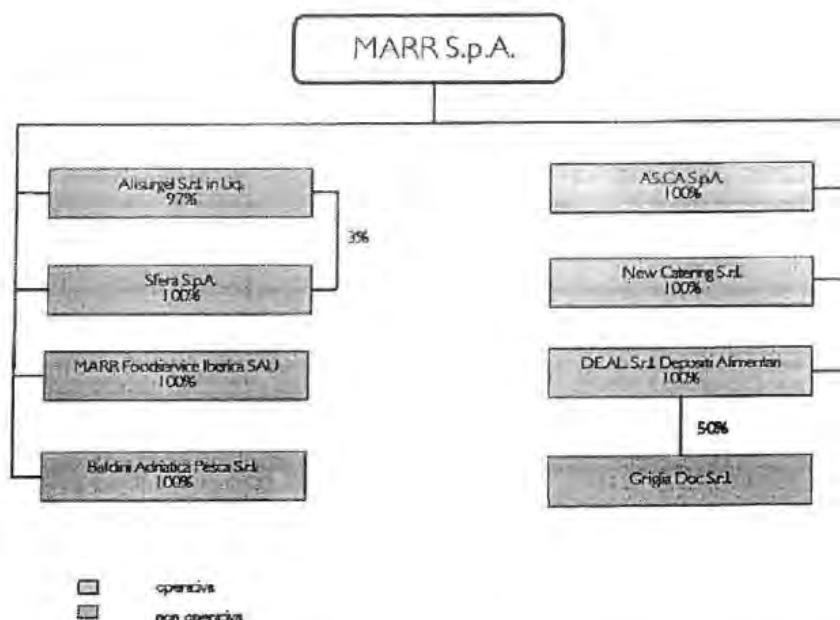 MARR S.p.A.
Alisurgel S.r.l. in Liq.
97%
3%
Sfera S.p.A.
100%
MARR Foodservice Iberica SAU
100%
Baldini Adriatica Pesca S.r.l.
100%
AS.CA S.p.A.
100%
New Catering S.r.l.
100%
DE.AL. S.r.l. Depositi Alimentari
100%
50%
Griglia Doc S.r.l.
operativa
non operativa